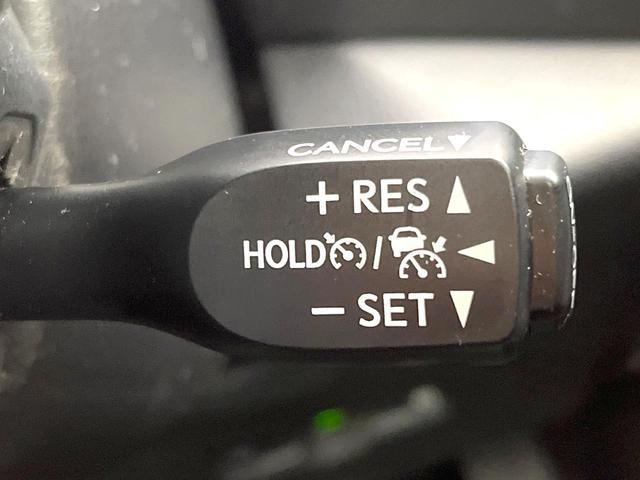 CANCEL▼
+ RES ▲
HOLD / ◀
− SET ▼